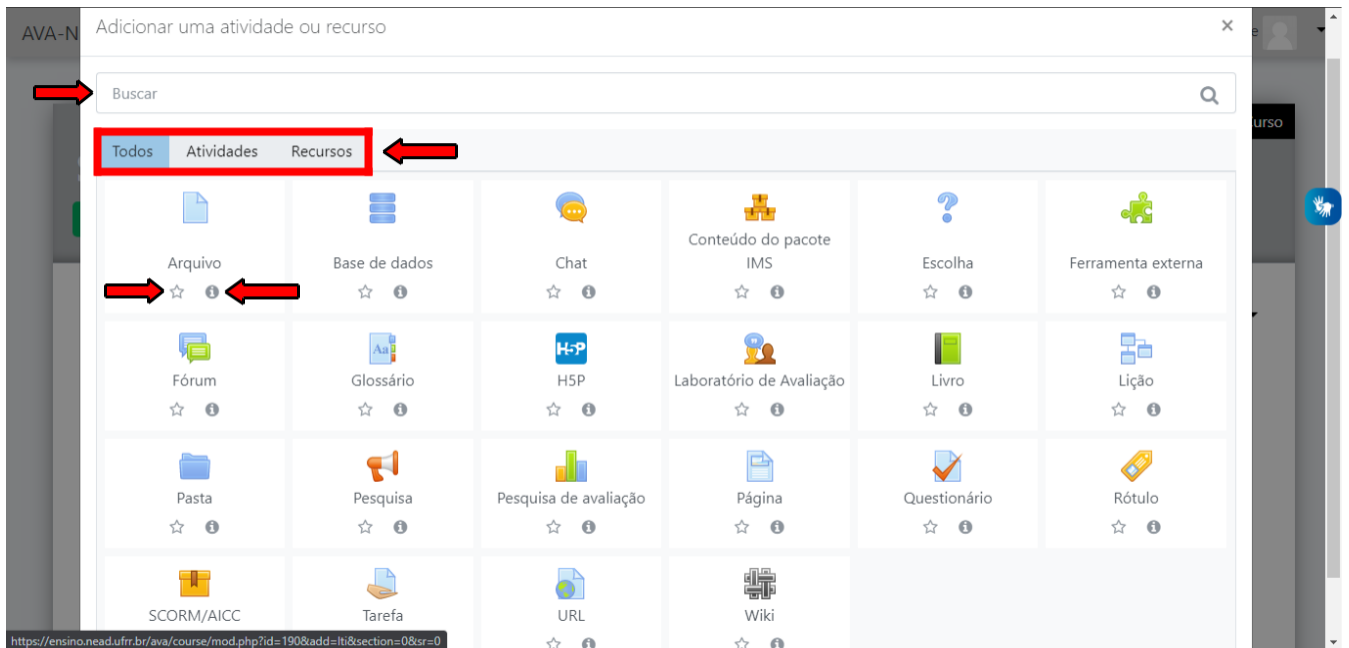 AVA-N
Adicionar uma atividade ou recurso
×
e
Buscar
urso
Todos Atividades Recursos
Arquivo
Base de dados
Chat
Conteúdo do pacote
IMS
Escolha
Ferramenta externa
Fórum
Aa
Glossário
H5P
H5P
Laboratório de Avaliação
Livro
Lição
Pasta
Pesquisa
Pesquisa de avaliação
Página
Questionário
Rótulo
SCORM/AICC
Tarefa
URL
Wiki
https://ensino.nead.ufrr.br/ava/course/mod.php?id=190&add=lti&section=0&sr=0